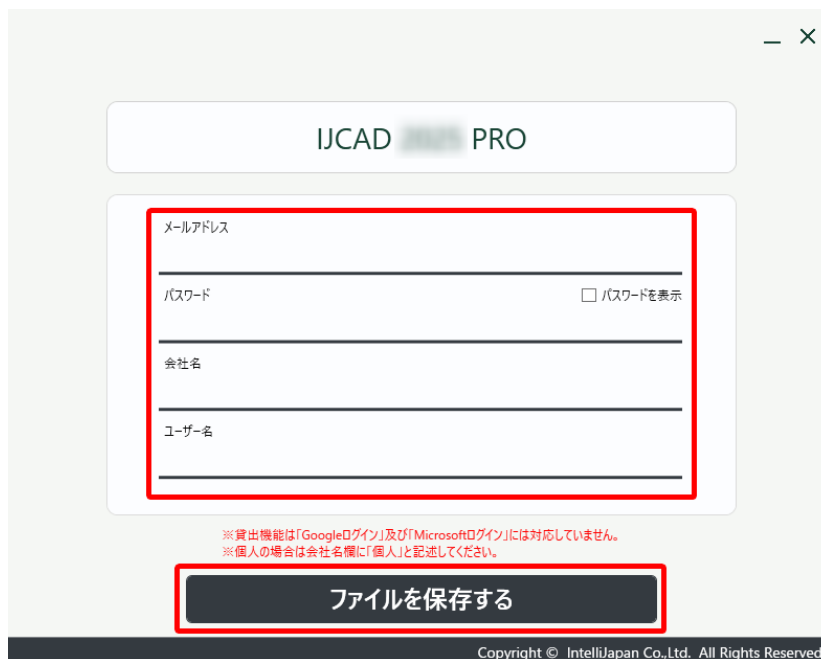 IJCAD PRO
メールアドレス
パスワード パスワードを表示
会社名
ユーザー名
※貸出機能は「Googleログイン」及び「Microsoftログイン」には対応していません。
※個人の場合は会社名欄に「個人」と記述してください。
ファイルを保存する
Copyright © IntelliJapan Co.,Ltd. All Rights Reserved